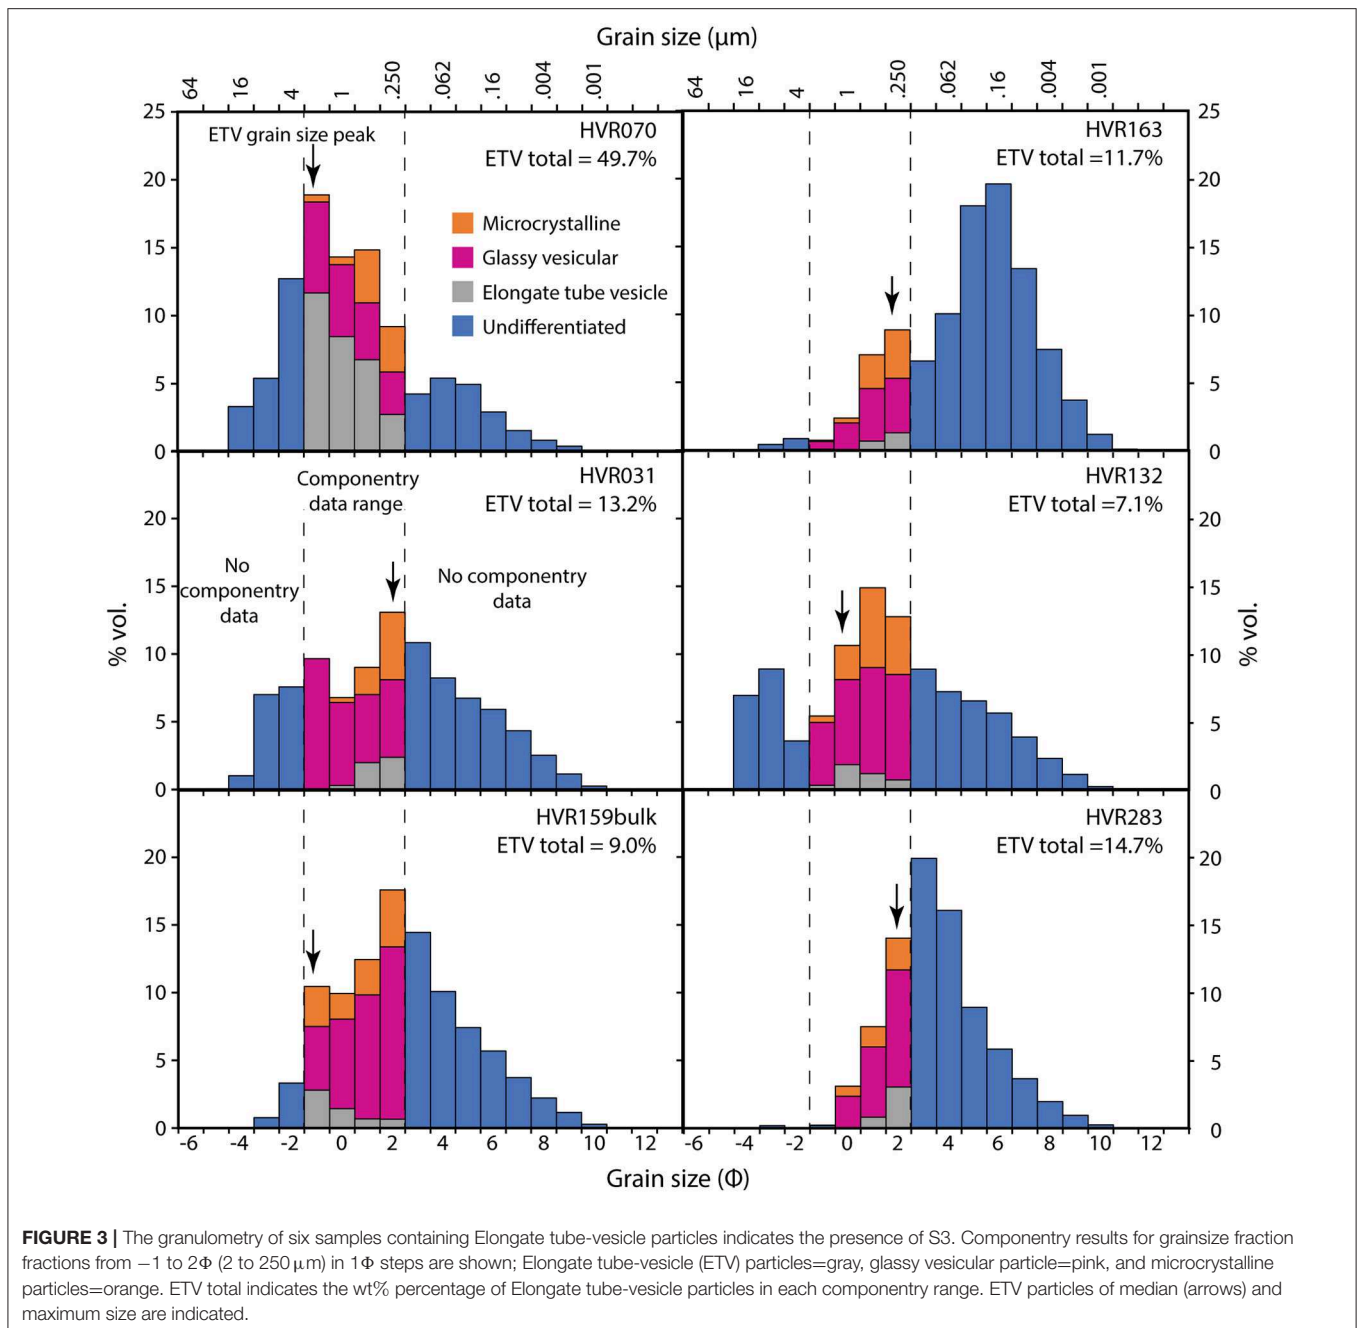 Grain size (µm)
64 16 4 1 .250 .062 .16 .004 .001
64 16 4 1 .250 .062 .16 .004 .001
25
20
15
10
5
0
ETV grain size peak
HVR070
ETV total = 49.7%
Microcrystalline
Glassy vesicular
Elongate tube vesicle
Undifferentiated
HVR163
ETV total =11.7%
25
20
15
10
5
0
% vol.
20
15
10
5
0
Componentry
data range
HVR031
ETV total = 13.2%
No
componentry
data
No componentry
data
HVR132
ETV total =7.1%
20
15
10
5
0
% vol.
20
15
10
5
0
HVR159bulk
ETV total = 9.0%
HVR283
ETV total =14.7%
20
15
10
5
0
-6 -4 -2 0 2 4 6 8 10 12
-6 -4 -2 0 2 4 6 8 10 12
Grain size (Φ)
FIGURE 3 | The granulometry of six samples containing Elongate tube-vesicle particles indicates the presence of S3. Componentry results for grainsize fraction
fractions from −1 to 2Φ (2 to 250 µm) in 1Φ steps are shown; Elongate tube-vesicle (ETV) particles=gray, glassy vesicular particle=pink, and microcrystalline
particles=orange. ETV total indicates the wt% percentage of Elongate tube-vesicle particles in each componentry range. ETV particles of median (arrows) and
maximum size are indicated.